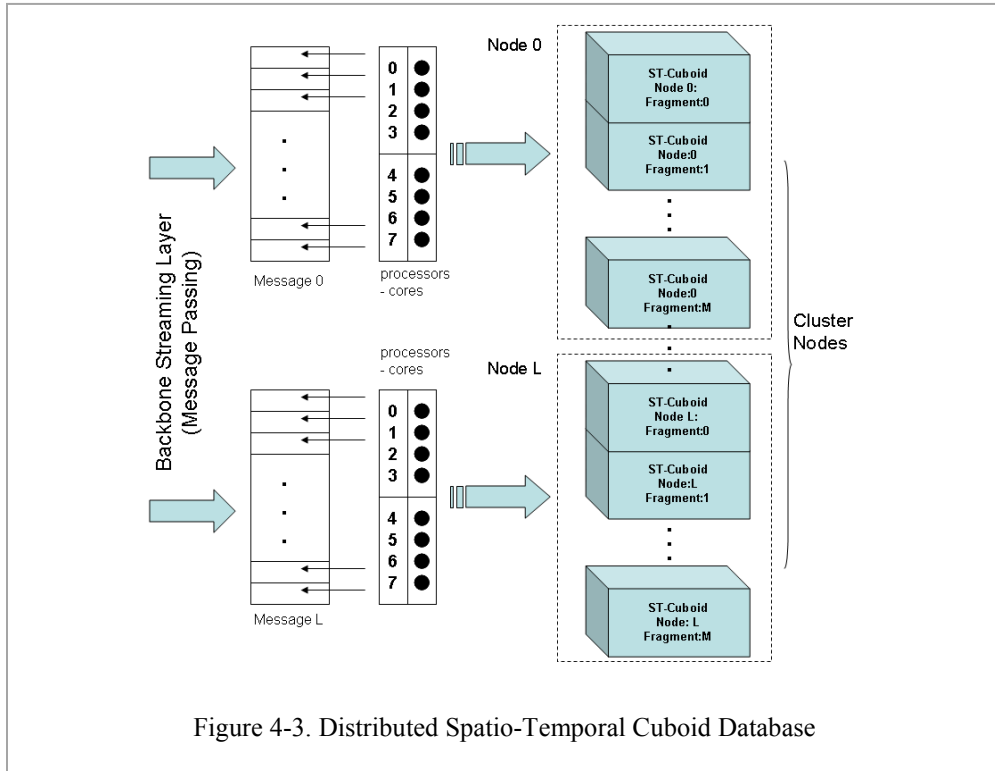 Backbone Streaming Layer
(Message Passing)
Message 0
0
1
2
3
4
5
6
7
processors
- cores
Node 0
ST-Cuboid
Node 0:
Fragment:0
ST-Cuboid
Node:0
Fragment:1
ST-Cuboid
Node:0
Fragment:M
Cluster
Nodes
Message L
processors
- cores
0
1
2
3
4
5
6
7
Node L
ST-Cuboid
Node L:
Fragment:0
ST-Cuboid
Node:L
Fragment:1
ST-Cuboid
Node: L
Fragment:M
Figure 4-3. Distributed Spatio-Temporal Cuboid Database